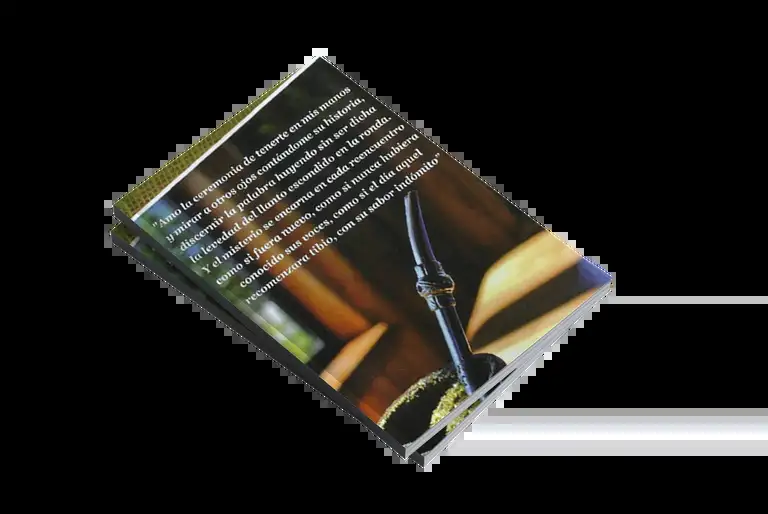 "Amo la ceremonia de tenerte en mis manos
y mirar a otros ojos contándome su historia,
discernir la palabra huyendo sin ser dicha
la levedad del llanto escondido en la ronda.
Y el misterio se encarna en cada reencuentro
como si fuera nuevo, como si nunca hubiera
conocido sus voces, como si el día aquel
recomenzara tibio, con su sabor indómito"